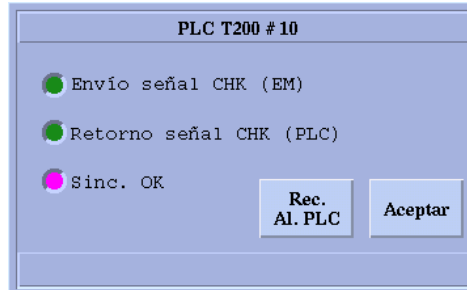 PLC T200 # 10
Envío señal CHK (EM)
Retorno señal CHK (PLC)
Sinc. OK
Rec.
Al. PLC
Aceptar